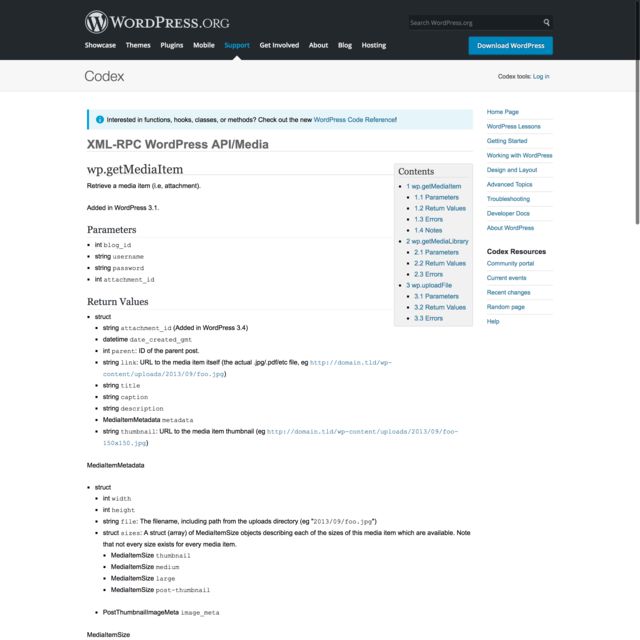 WORDPRESS.ORG
Search WordPress.org
Showcase Themes Plugins Mobile Support Get Involved About Blog Hosting
Download WordPress
Codex
Codex tools: Log in
Interested in functions, hooks, classes, or methods? Check out the new WordPress Code Reference!
XML-RPC WordPress API/Media
wp.getMediaItem
Retrieve a media item (i.e, attachment).
Added in WordPress 3.1.
Parameters
int blog_id
string username
string password
int attachment_id
Return Values
struct
string attachment_id (Added in WordPress 3.4)
datetime date_created_gmt
int parent: ID of the parent post.
string link: URL to the media item itself (the actual .jpg/.pdf/etc file, eg http://domain.tld/wp-
content/uploads/2013/09/foo.jpg)
string title
string caption
string description
MediaItemMetadata metadata
string thumbnail: URL to the media item thumbnail (eg http://domain.tld/wp-content/uploads/2013/09/foo-
150x150.jpg)
MediaItemMetadata
struct
int width
int height
string file: The filename, including path from the uploads directory (eg "2013/09/foo.jpg")
struct sizes: A struct (array) of MediaItemSize objects describing each of the sizes of this media item which are available. Note
that not every size exists for every media item.
MediaItemSize thumbnail
MediaItemSize medium
MediaItemSize large
MediaItemSize post-thumbnail
PostThumbnailImageMeta image_meta
MediaItemSize
Contents
1 wp.getMediaItem
1.1 Parameters
1.2 Return Values
1.3 Errors
1.4 Notes
2 wp.getMediaLibrary
2.1 Parameters
2.2 Return Values
2.3 Errors
3 wp.uploadFile
3.1 Parameters
3.2 Return Values
3.3 Errors
Home Page
WordPress Lessons
Getting Started
Working with WordPress
Design and Layout
Advanced Topics
Troubleshooting
Developer Docs
About WordPress
Codex Resources
Community portal
Current events
Recent changes
Random page
Help